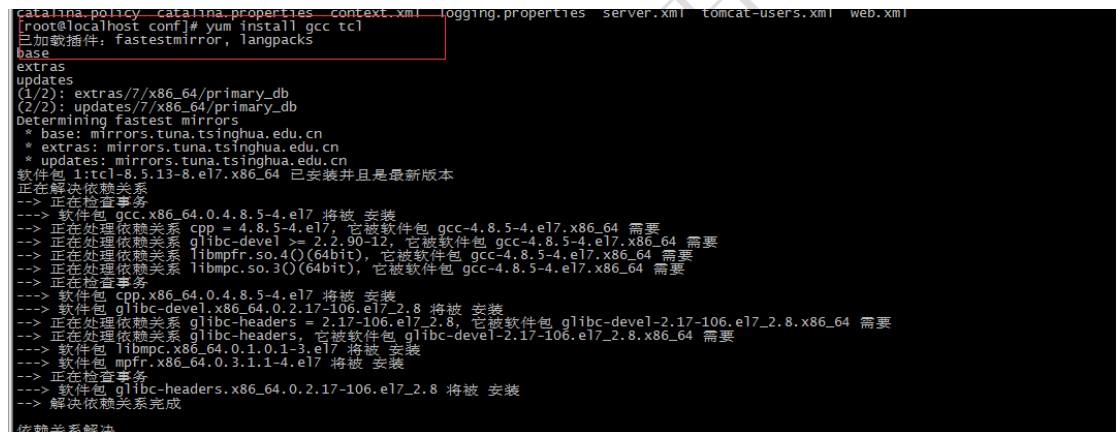 catalina.policy catalina.properties context.xml logging.properties server.xml tomcat-users.xml web.xml
[root@localhost conf]# yum install gcc tcl
已加载插件：fastestmirror, langpacks
base
extras
updates
(1/2): extras/7/x86_64/primary_db
(2/2): updates/7/x86_64/primary_db
Determining fastest mirrors
 * base: mirrors.tuna.tsinghua.edu.cn
 * extras: mirrors.tuna.tsinghua.edu.cn
 * updates: mirrors.tuna.tsinghua.edu.cn
软件包 1:tcl-8.5.13-8.el7.x86_64 已安装并且是最新版本
正在解决依赖关系
--> 正在检查事务
---> 软件包 gcc.x86_64.0.4.8.5-4.el7 将被 安装
--> 正在处理依赖关系 cpp = 4.8.5-4.el7，它被软件包 gcc-4.8.5-4.el7.x86_64 需要
--> 正在处理依赖关系 glibc-devel >= 2.2.90-12，它被软件包 gcc-4.8.5-4.el7.x86_64 需要
--> 正在处理依赖关系 libmpfr.so.4()(64bit)，它被软件包 gcc-4.8.5-4.el7.x86_64 需要
--> 正在处理依赖关系 libmpc.so.3()(64bit)，它被软件包 gcc-4.8.5-4.el7.x86_64 需要
--> 正在检查事务
---> 软件包 cpp.x86_64.0.4.8.5-4.el7 将被 安装
---> 软件包 glibc-devel.x86_64.0.2.17-106.el7_2.8 将被 安装
--> 正在处理依赖关系 glibc-headers = 2.17-106.el7_2.8，它被软件包 glibc-devel-2.17-106.el7_2.8.x86_64 需要
--> 正在处理依赖关系 glibc-headers，它被软件包 glibc-devel-2.17-106.el7_2.8.x86_64 需要
---> 软件包 libmpc.x86_64.0.1.0.1-3.el7 将被 安装
---> 软件包 mpfr.x86_64.0.3.1.1-4.el7 将被 安装
--> 正在检查事务
---> 软件包 glibc-headers.x86_64.0.2.17-106.el7_2.8 将被 安装
--> 解决依赖关系完成
依赖关系解决